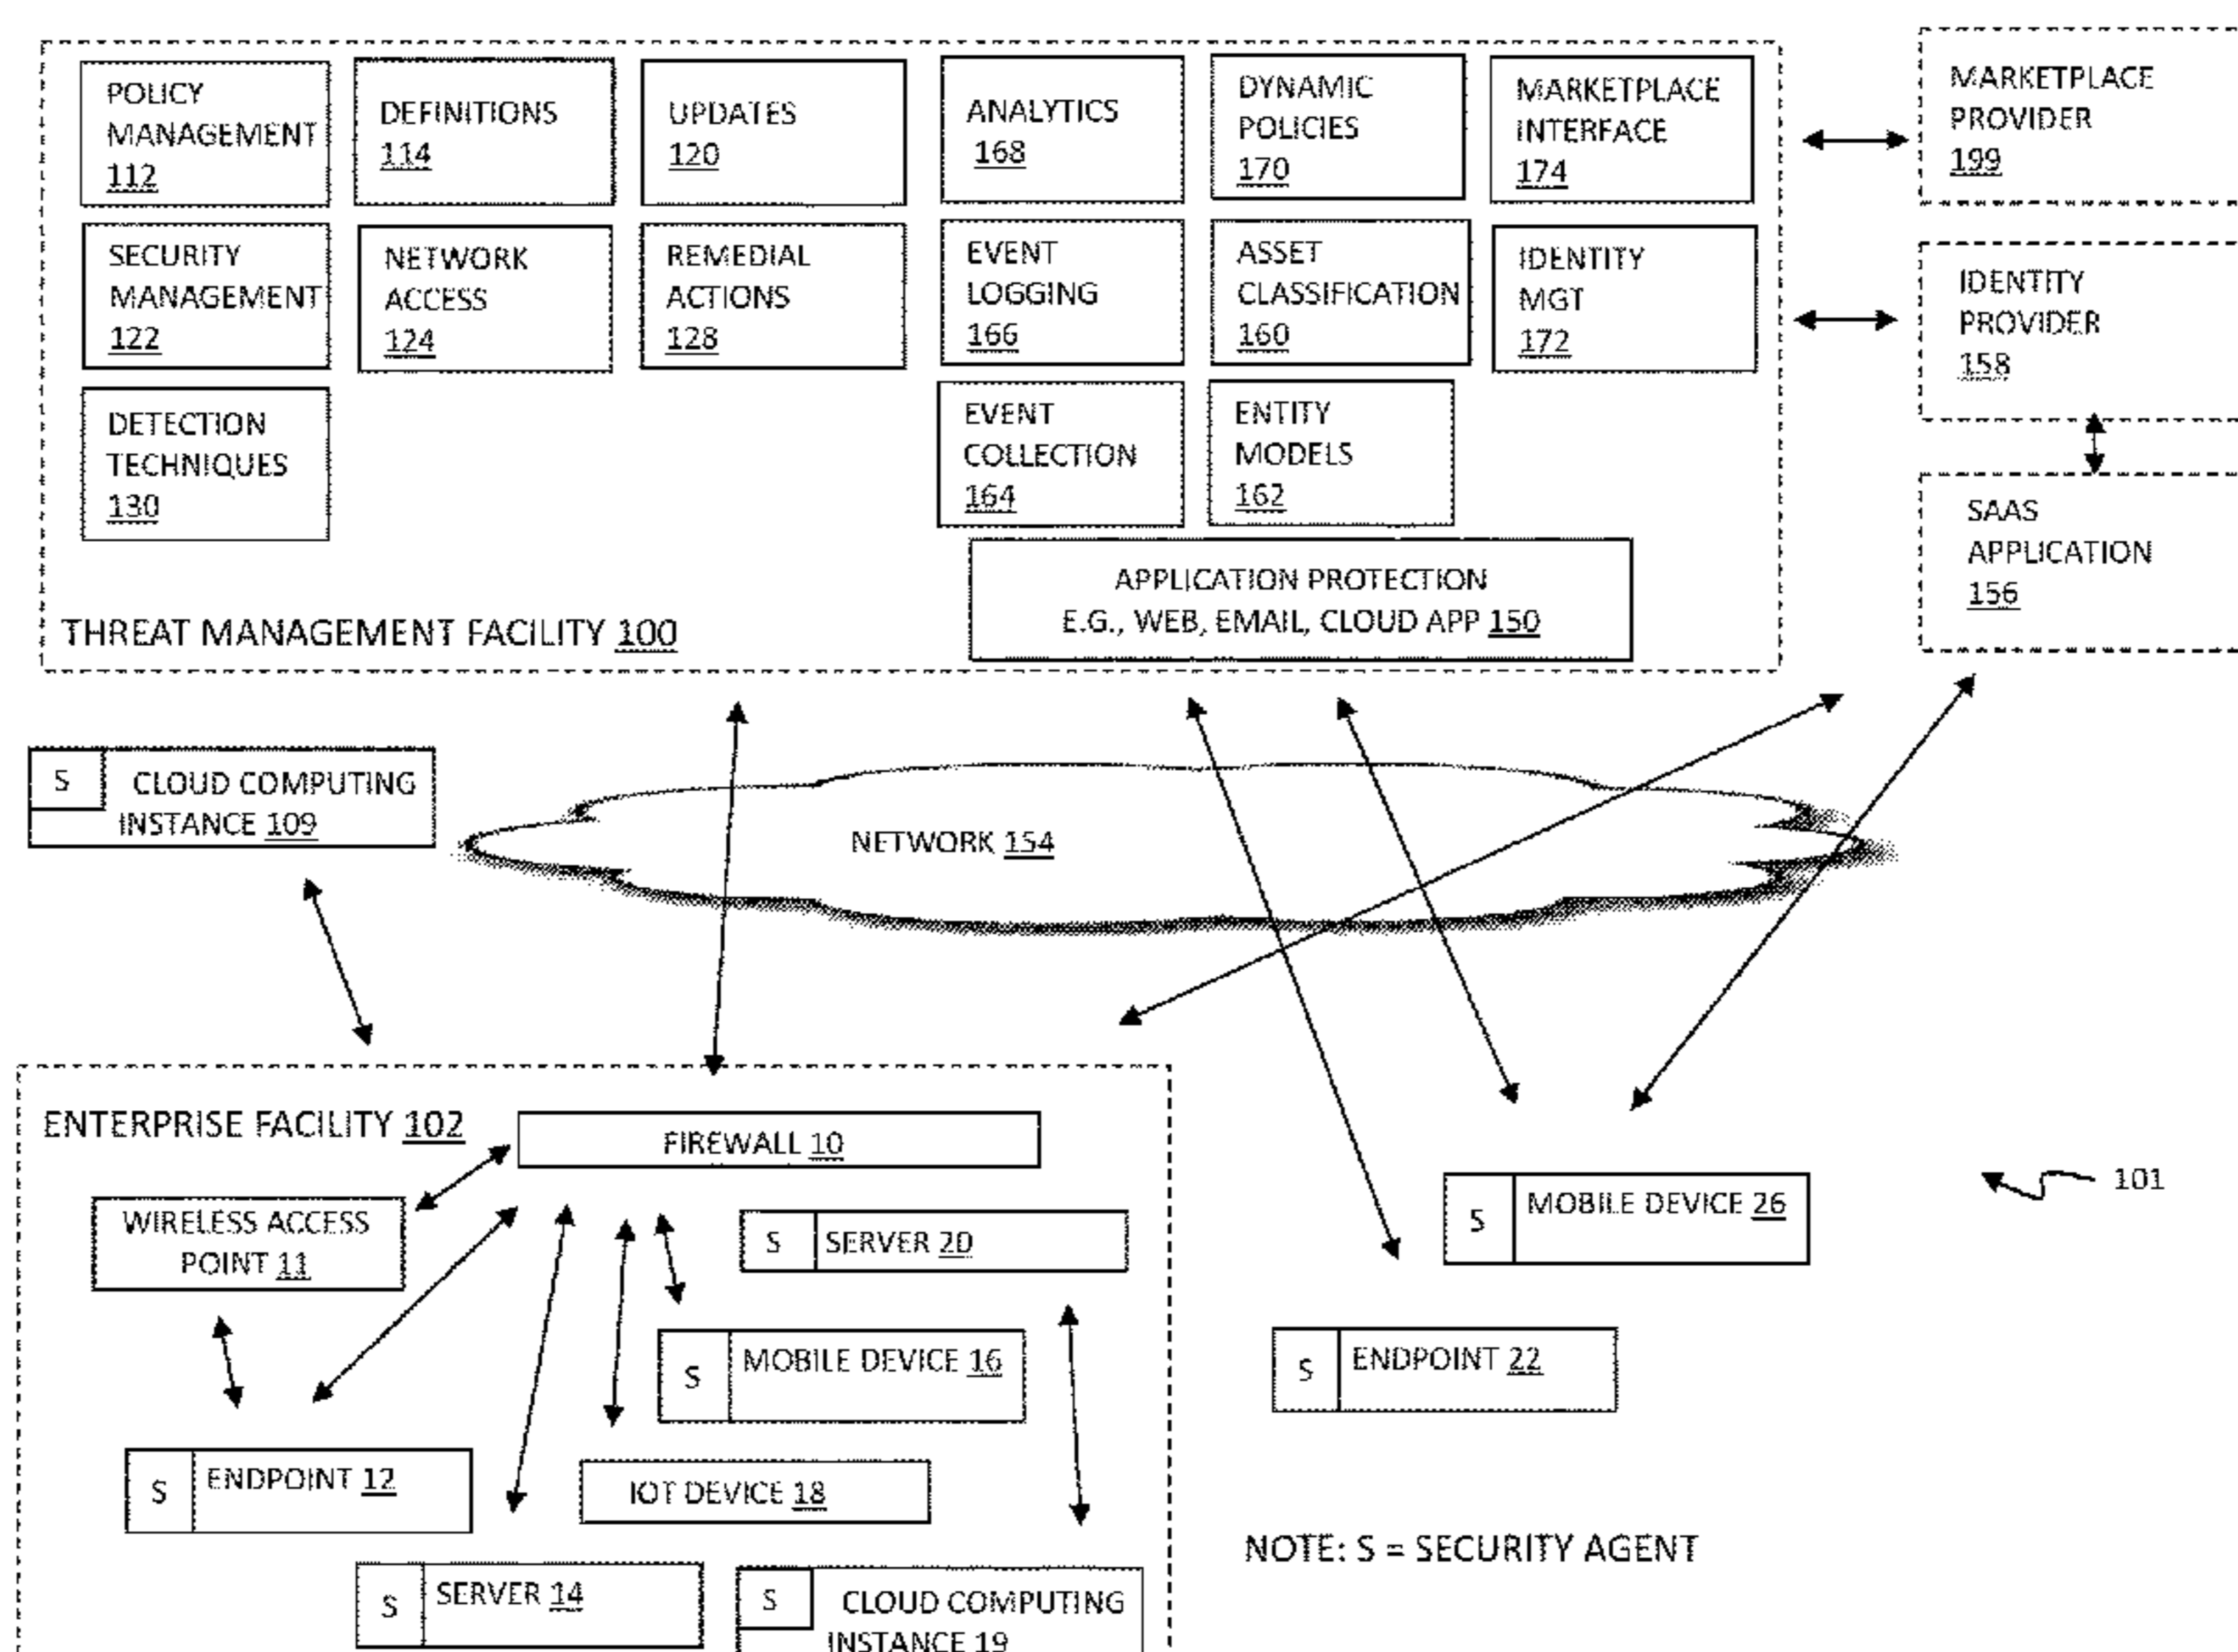 POLICY
MANAGEMENT
112
DEFINITIONS
114
UPDATES
120
ANALYTICS
168
DYNAMIC
POLICIES
170
MARKETPLACE
INTERFACE
174
MARKETPLACE
PROVIDER
199
SECURITY
MANAGEMENT
122
NETWORK
ACCESS
124
REMEDIAL
ACTIONS
128
EVENT
LOGGING
166
ASSET
CLASSIFICATION
160
IDENTITY
MGT
172
IDENTITY
PROVIDER
158
DETECTION
TECHNIQUES
130
EVENT
COLLECTION
164
ENTITY
MODELS
162
SAAS
APPLICATION
156
APPLICATION PROTECTION
E.G., WEB, EMAIL, CLOUD APP 150
THREAT MANAGEMENT FACILITY 100
S
CLOUD COMPUTING
INSTANCE 109
NETWORK 154
ENTERPRISE FACILITY 102
FIREWALL 10
WIRELESS ACCESS
POINT 11
S
SERVER 20
S
MOBILE DEVICE 26
101
S
MOBILE DEVICE 16
S
ENDPOINT 22
S
ENDPOINT 12
IOT DEVICE 18
NOTE: S = SECURITY AGENT
S
SERVER 14
S
CLOUD COMPUTING
INSTANCE 19